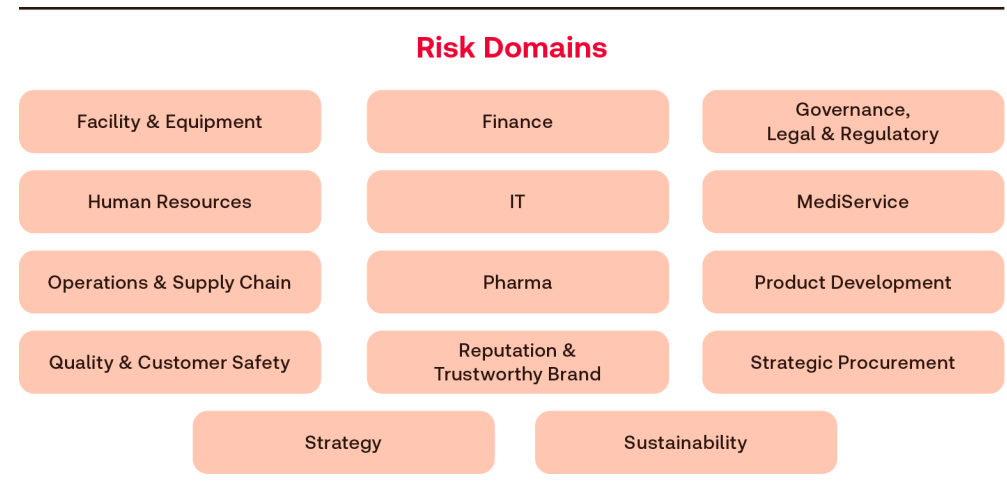 Risk Domains
Facility & Equipment
Finance
Governance,
Legal & Regulatory
Human Resources
IT
MediService
Operations & Supply Chain
Pharma
Product Development
Quality & Customer Safety
Reputation &
Trustworthy Brand
Strategic Procurement
Strategy
Sustainability